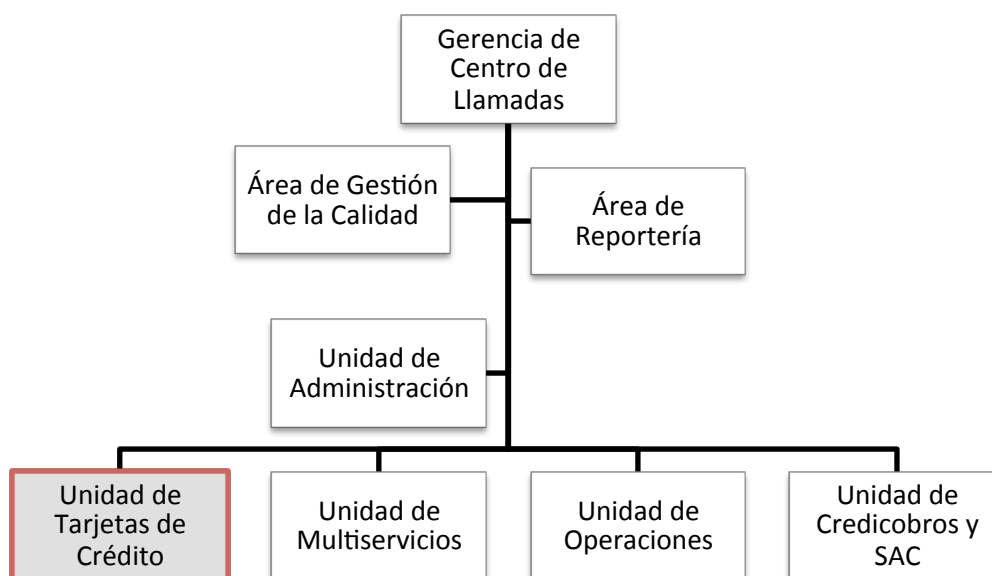 Gerencia de
Centro de
Llamadas
Área de Gestión
de la Calidad
Área de
Reportería
Unidad de
Administración
Unidad de
Tarjetas de
Crédito
Unidad de
Multiservicios
Unidad de
Operaciones
Unidad de
Credicobros y
SAC